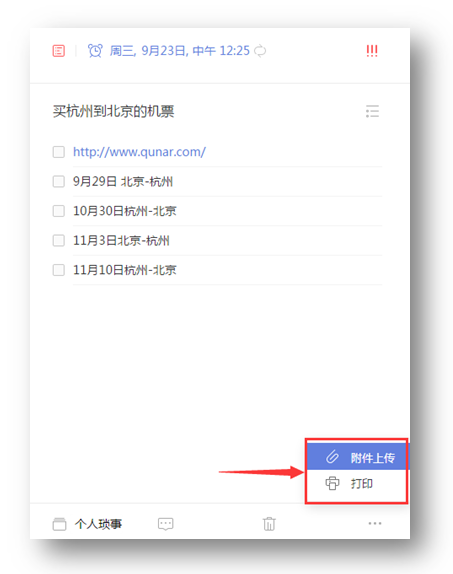 周三, 9月23日, 中午 12:25
!!!
买杭州到北京的机票
http://www.qunar.com/
9月29日 北京-杭州
10月30日杭州-北京
11月3日北京-杭州
11月10日杭州-北京
附件上传
打印
个人琐事